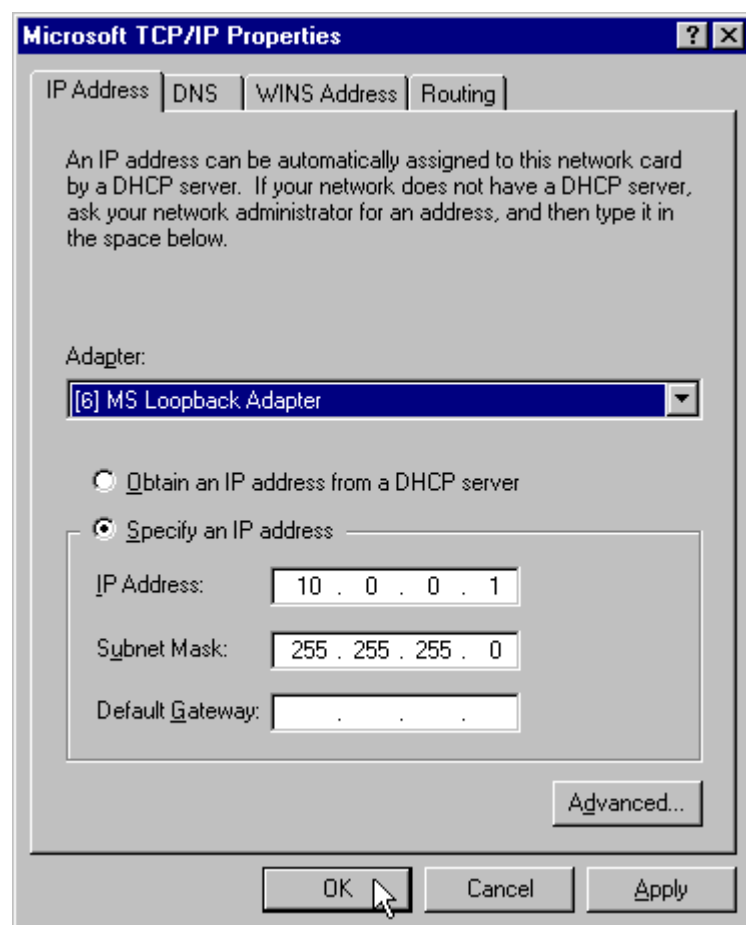 Microsoft TCP/IP Properties
IP Address DNS WINS Address Routing
An IP address can be automatically assigned to this network card
by a DHCP server. If your network does not have a DHCP server,
ask your network administrator for an address, and then type it in
the space below.
Adapter:
[6] MS Loopback Adapter
Obtain an IP address from a DHCP server
Specify an IP address
IP Address: 10 . 0 . 0 . 1
Subnet Mask: 255 . 255 . 255 . 0
Default Gateway: . . .
Advanced...
OK Cancel Apply